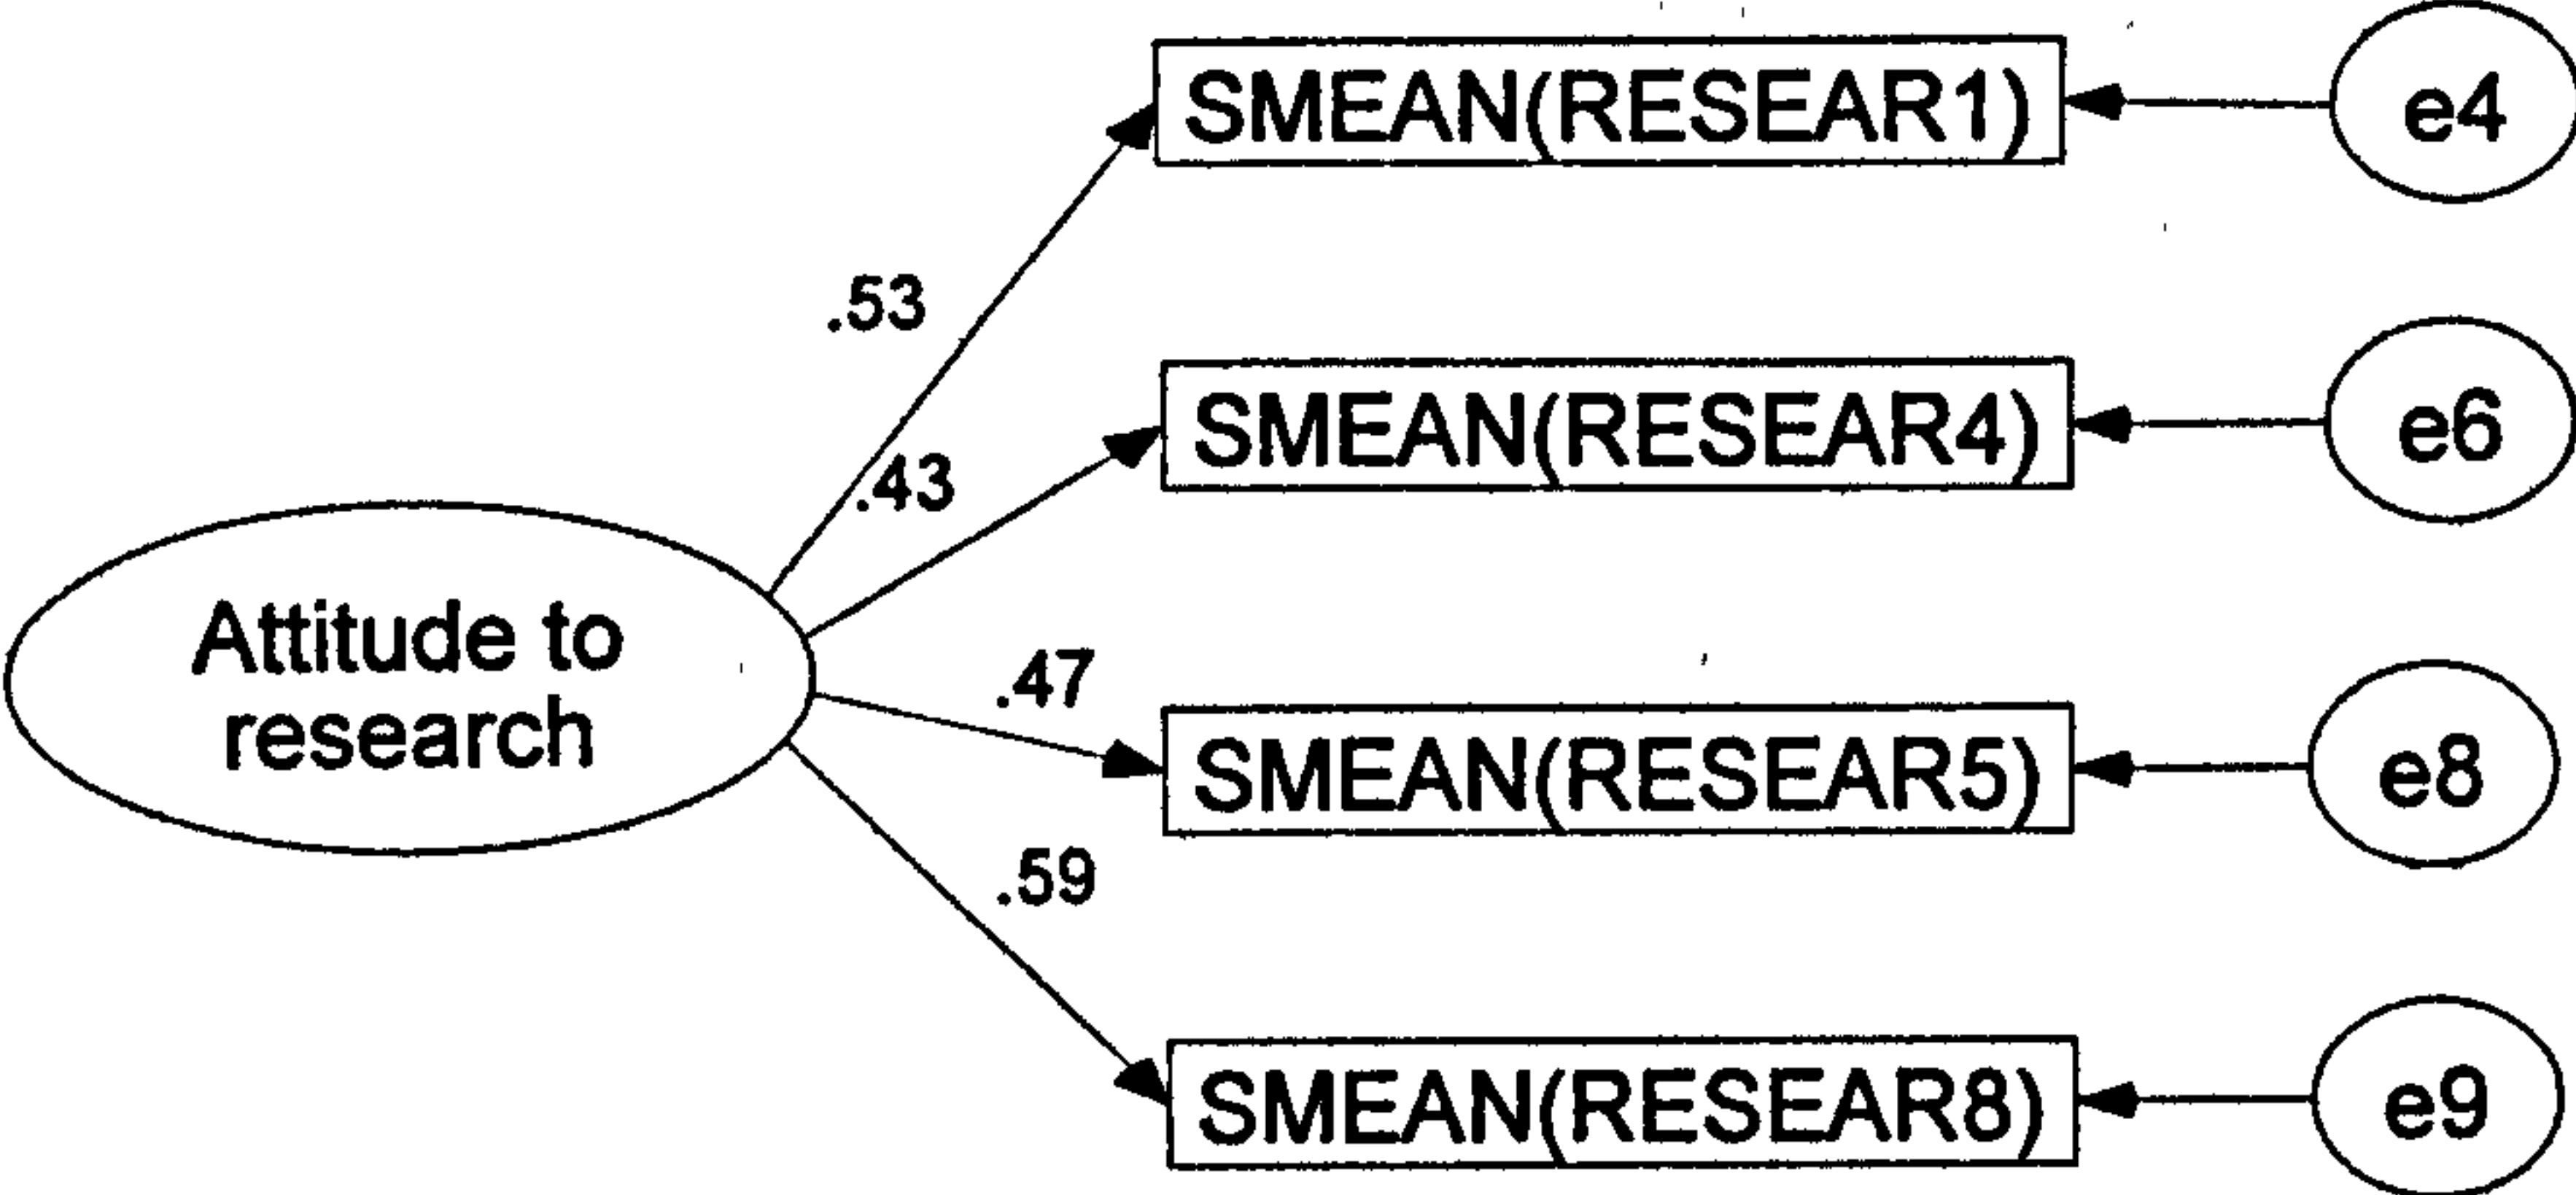 SMEAN(RESEAR1)
e4
.53
SMEAN(RESEAR4)
e6
.43
Attitude to
research
.47
SMEAN(RESEAR5)
e8
.59
SMEAN(RESEAR8)
e9